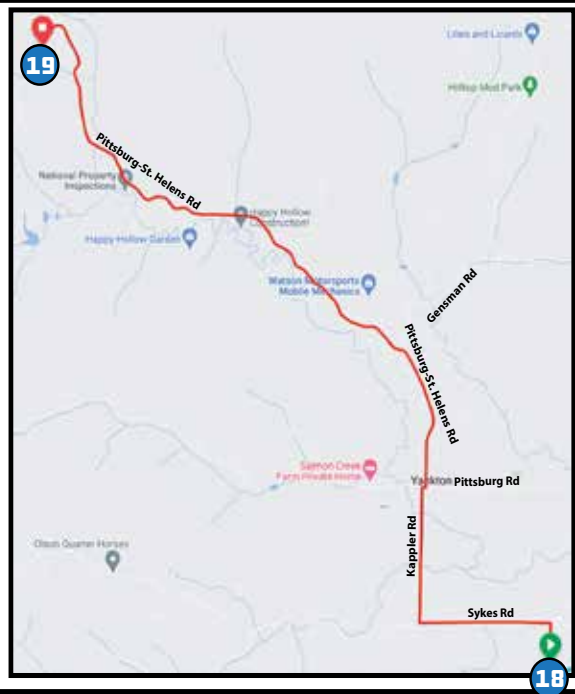 19
Lilies and Lizards
Hilltop Mod Park
Pittsburg-St. Helens Rd
National Property
Inspections
Happy Hollow
Construction
Happy Hollow Garden
Watson Motorsports
Mobile Mechanics
Gensman Rd
Pittsburg-St. Helens Rd
Salmon Creek
Farm Private Home
Yankton Pittsburg Rd
Kappler Rd
Olson Quarter Horses
Sykes Rd
18